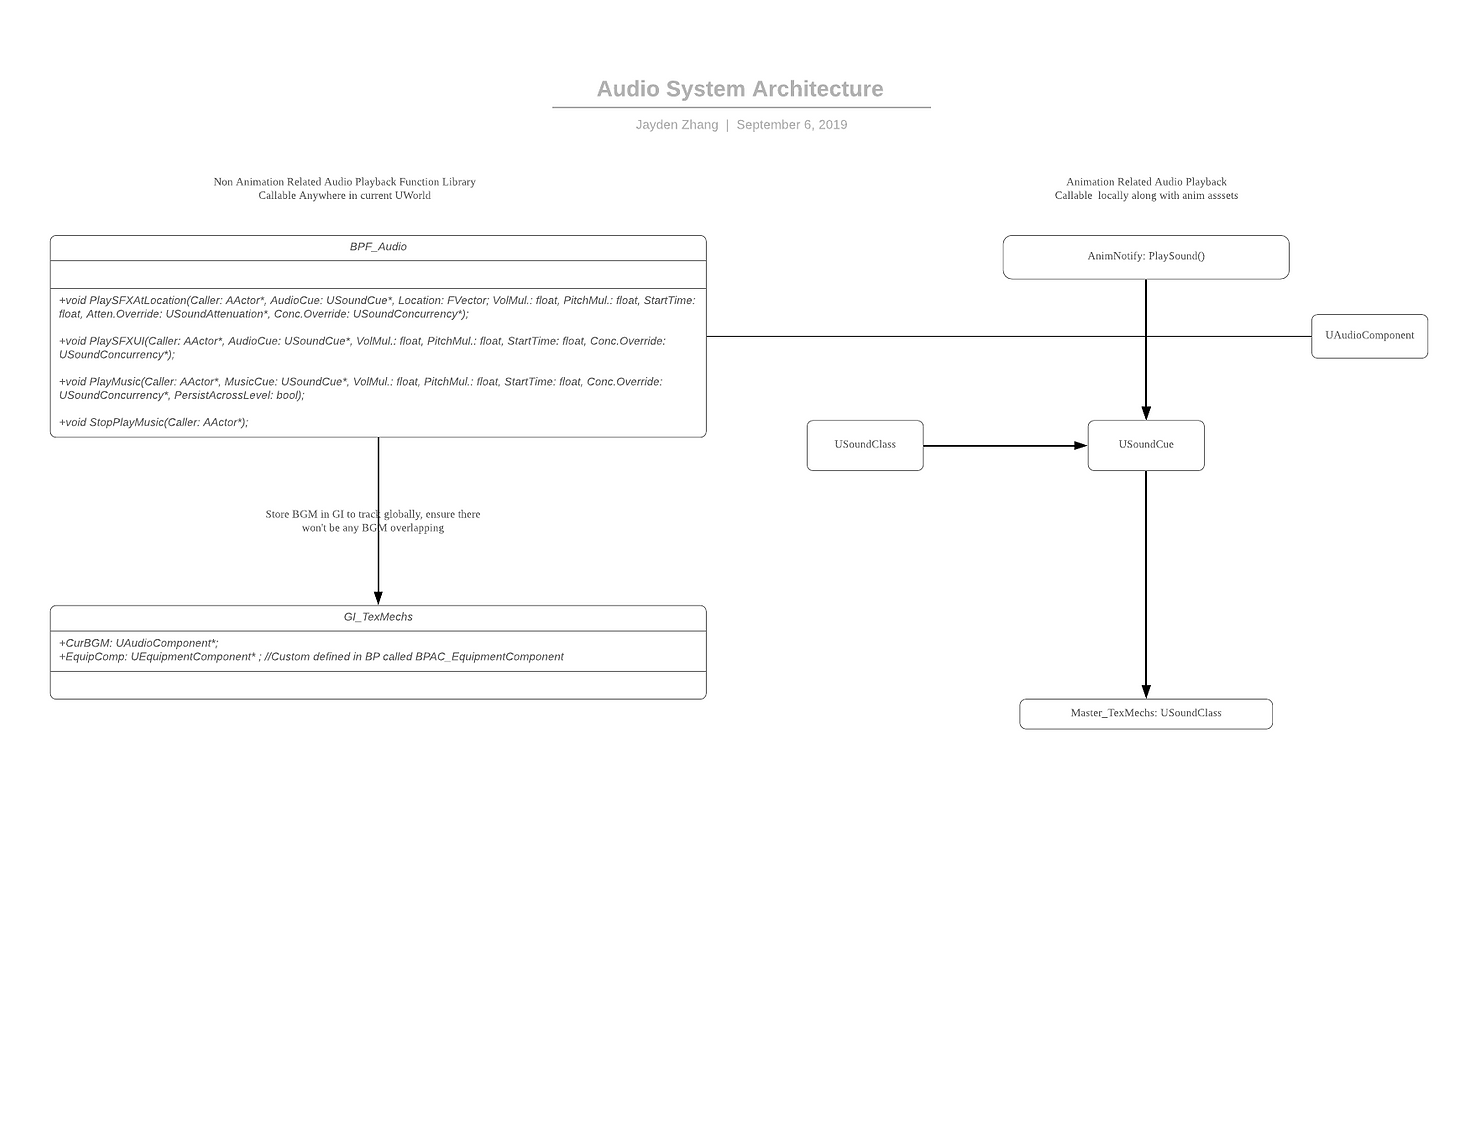 Audio System Architecture
Jayden Zhang | September 6, 2019
Non Animation Related Audio Playback Function Library
Callable Anywhere in current UWorld
Animation Related Audio Playback
Callable  locally along with anim asssets
BPF_Audio
+void PlaySFXAtLocation(Caller: AActor*, AudioCue: USoundCue*, Location: FVector; VolMul.: float, PitchMul.: float, StartTime:
float, Atten.Override: USoundAttenuation*, Conc.Override: USoundConcurrency*);
+void PlaySFXUI(Caller: AActor*, AudioCue: USoundCue*, VolMul.: float, PitchMul.: float, StartTime: float, Conc.Override:
USoundConcurrency*);
+void PlayMusic(Caller: AActor*, MusicCue: USoundCue*, VolMul.: float, PitchMul.: float, StartTime: float, Conc.Override:
USoundConcurrency*, PersistAcrossLevel: bool);
+void StopPlayMusic(Caller: AActor*);
AnimNotify: PlaySound()
UAudioComponent
USoundClass
USoundCue
Store BGM in GI to track globally, ensure there
won't be any BGM overlapping
GI_TexMechs
+CurBGM: UAudioComponent*;
+EquipComp: UEquipmentComponent* ; //Custom defined in BP called BPAC_EquipmentComponent
Master_TexMechs: USoundClass